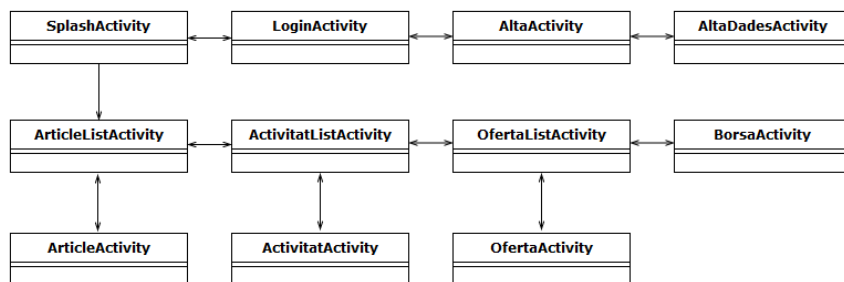 SplashActivity
LoginActivity
AltaActivity
AltaDadesActivity
ArticleListActivity
ActivitatListActivity
OfertaListActivity
BorsaActivity
ArticleActivity
ActivitatActivity
OfertaActivity